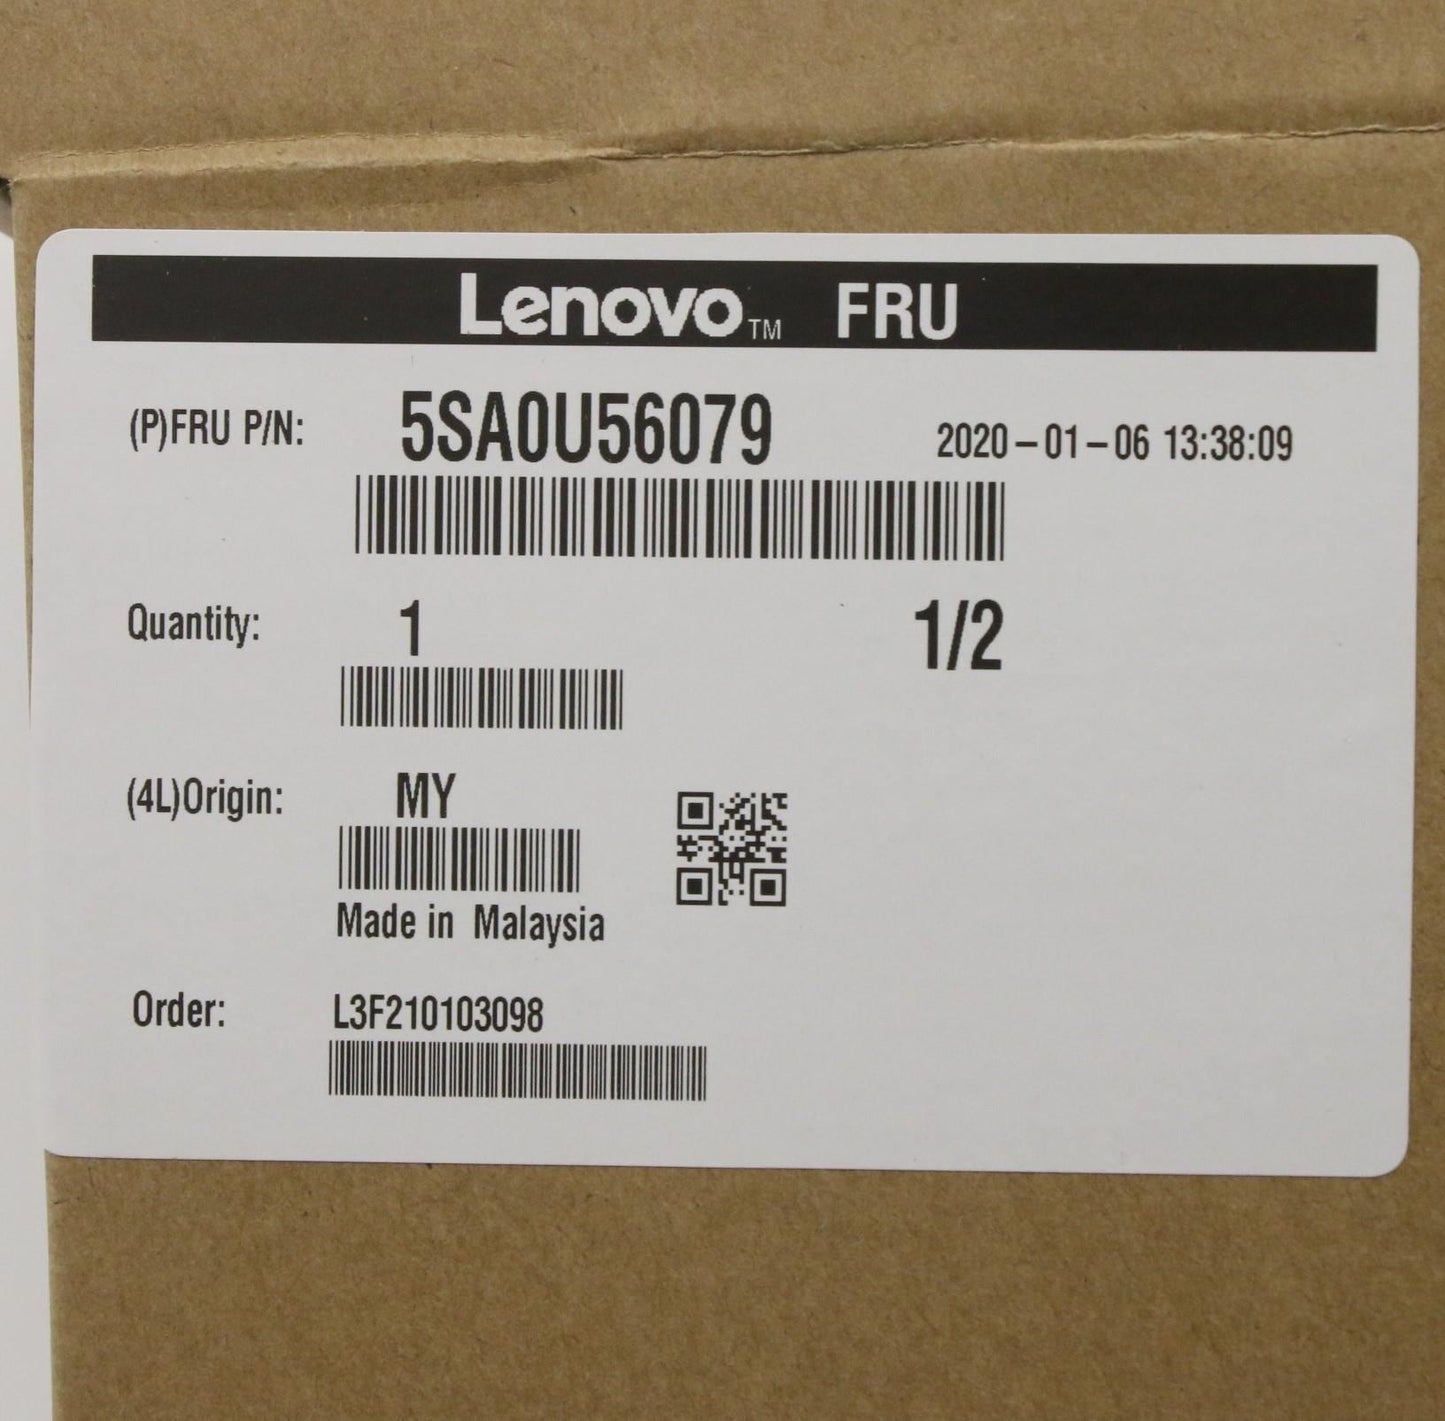 Lenovo™ FRU
(P)FRU P/N: 5SA0U56079 2020-01-06 13:38:09
Quantity: 1 1/2
(4L)Origin: MY
Made in Malaysia
Order: L3F210103098